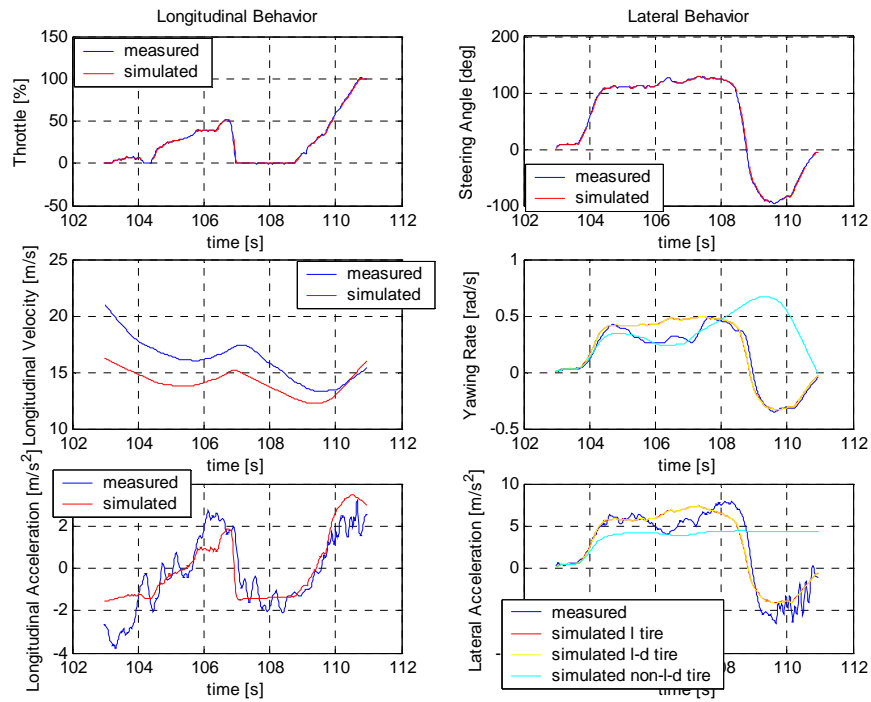 Longitudinal Behavior
150
100
50
0
-50
Throttle [%]
measured
simulated
102 104 106 108 110 112
time [s]
Lateral Behavior
200
100
0
-100
Steering Angle [deg]
measured
simulated
102 104 106 108 110 112
time [s]
25
20
15
10
Longitudinal Velocity [m/s]
measured
simulated
102 104 106 108 110 112
time [s]
1
0.5
0
-0.5
Yawing Rate [rad/s]
102 104 106 108 110 112
time [s]
2
0
-2
-4
Longitudinal Acceleration [m/s²]
measured
simulated
102 104 106 108 110 112
time [s]
10
5
0
Lateral Acceleration [m/s²]
measured
simulated l tire
simulated l-d tire
simulated non-l-d tire
108 110 112
time [s]